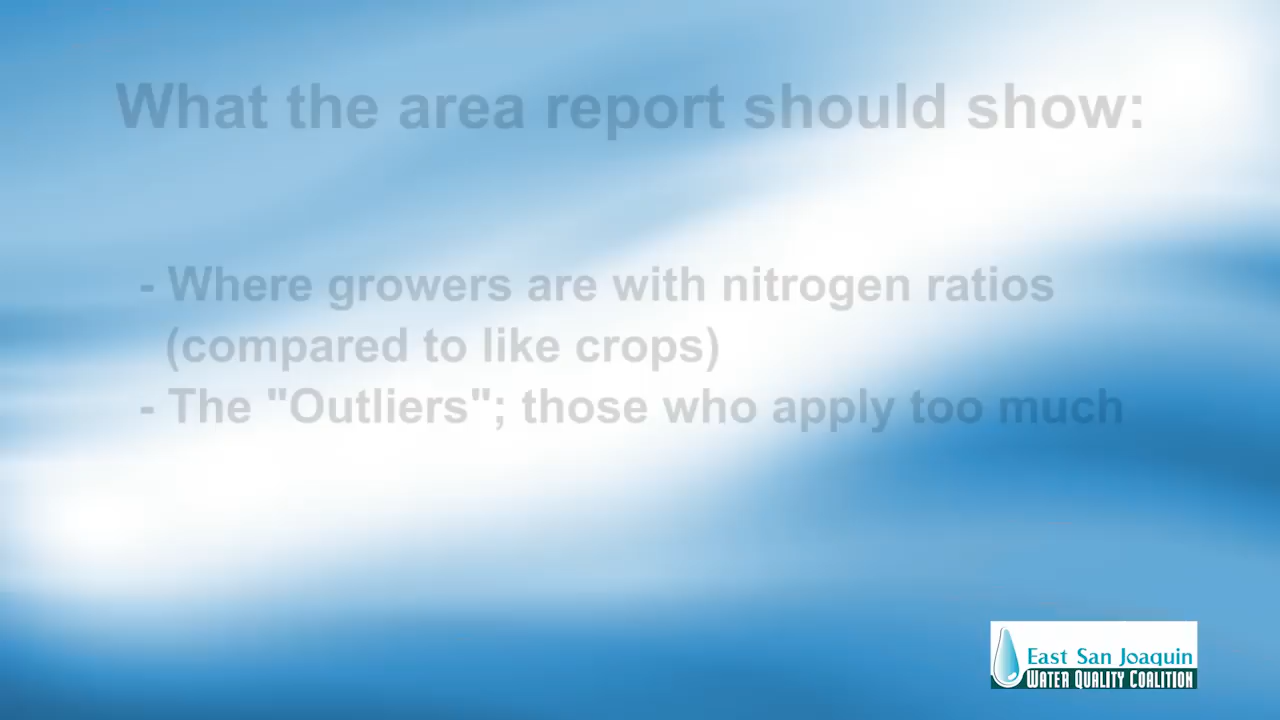 What the area report should show:
- Where growers are with nitrogen ratios
(compared to like crops)
- The "Outliers"; those who apply too much
East San Joaquin
WATER QUALITY COALITION